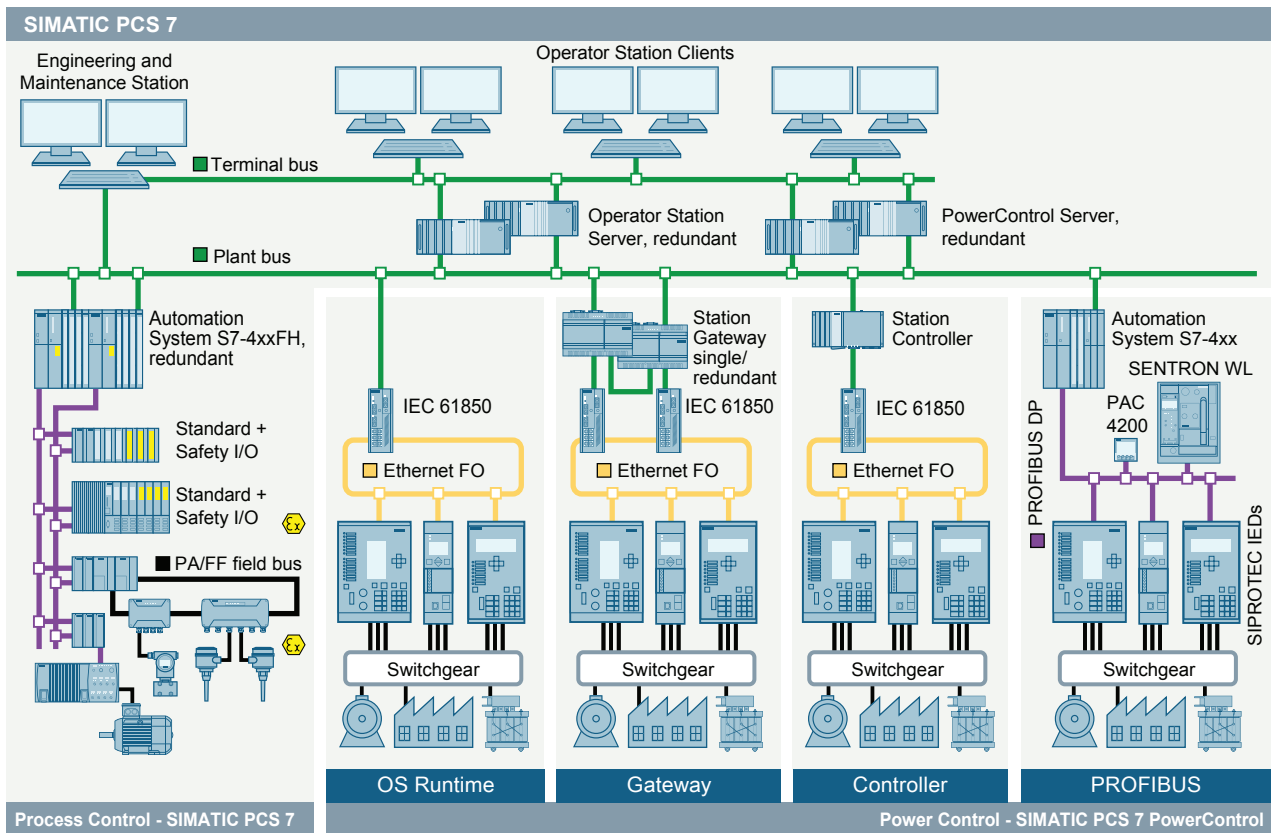 SIMATIC PCS 7
Engineering and
Maintenance Station
Operator Station Clients
Terminal bus
Operator Station
Server, redundant
PowerControl Server,
redundant
Plant bus
Automation
System S7-4xxFH,
redundant
Station
Gateway
single/
redundant
Station
Controller
Automation
System S7-4xx
SENTRON WL
PAC
4200
IEC 61850
IEC 61850
IEC 61850
Standard +
Safety I/O
Ethernet FO
Ethernet FO
Ethernet FO
PROFIBUS DP
Standard +
Safety I/O
Ex
SIPROTEC IEDs
PA/FF field bus
Ex
Switchgear
Switchgear
Switchgear
Switchgear
OS Runtime
Gateway
Controller
PROFIBUS
Process Control - SIMATIC PCS 7
Power Control - SIMATIC PCS 7 PowerControl